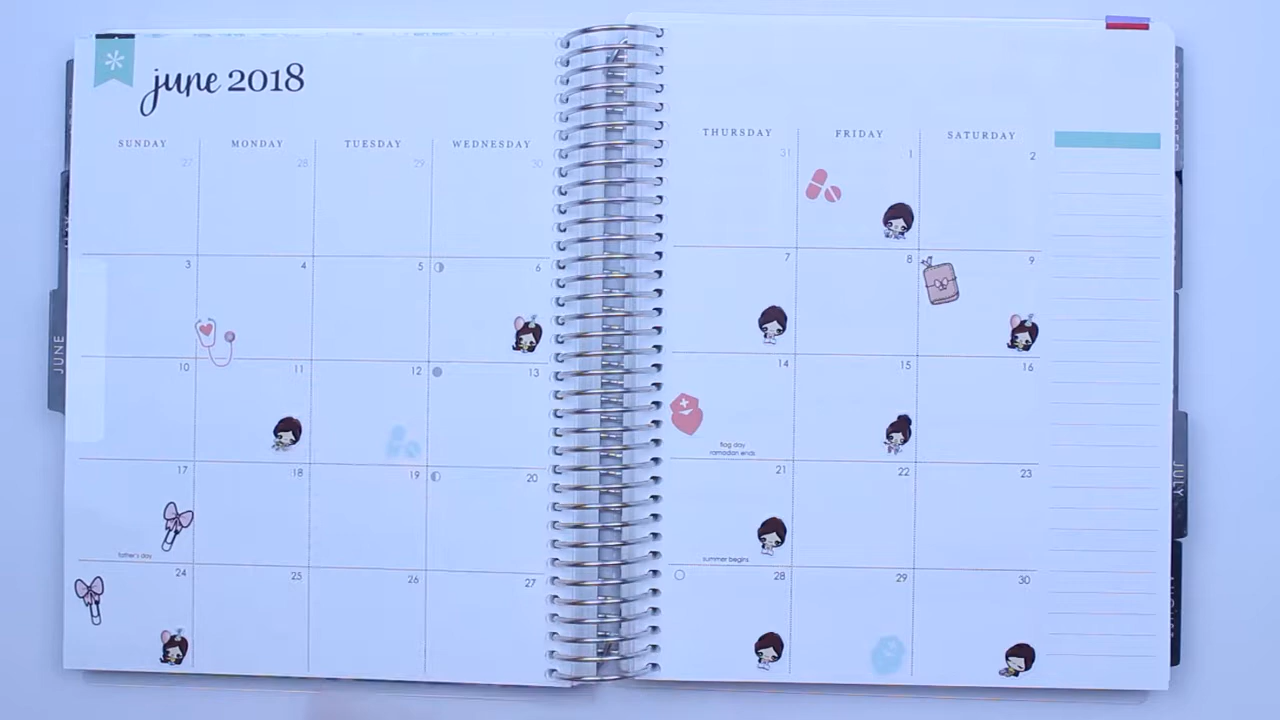 june 2018
SUNDAY MONDAY TUESDAY WEDNESDAY THURSDAY FRIDAY SATURDAY
27 28 29 30 31 1 2
3 4 5 6 7 8 9
10 11 12 13 14 15 16
flag day
ramadan ends
17 18 19 20 21 22 23
father's day
summer begins
24 25 26 27 28 29 30
JUNE
JULY
AUGUST
SEPTEMBER